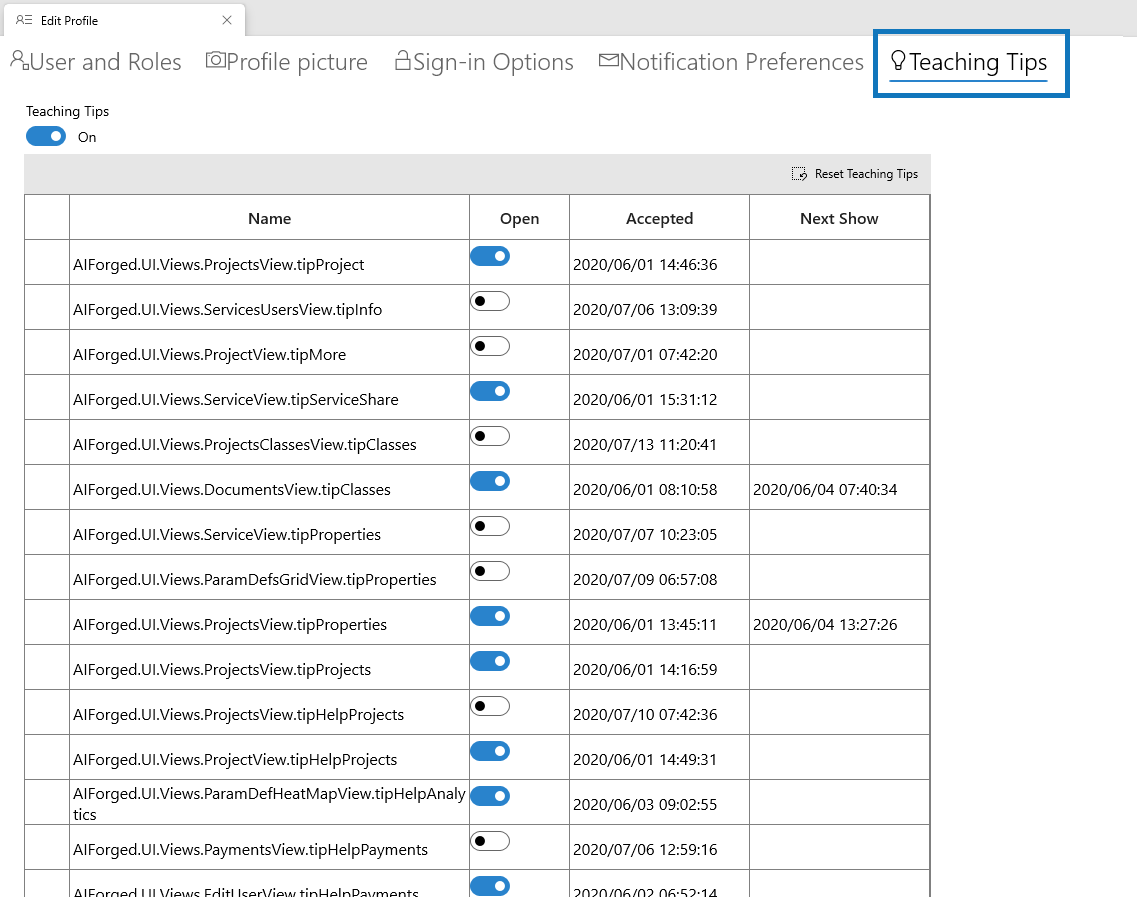 Edit Profile
User and Roles Profile picture Sign-in Options Notification Preferences Teaching Tips
Teaching Tips
On
Reset Teaching Tips
Name Open Accepted Next Show
AIForged.UI.Views.ProjectsView.tipProject 2020/06/01 14:46:36
AIForged.UI.Views.ServicesUsersView.tipInfo 2020/07/06 13:09:39
AIForged.UI.Views.ProjectView.tipMore 2020/07/01 07:42:20
AIForged.UI.Views.ServiceView.tipServiceShare 2020/06/01 15:31:12
AIForged.UI.Views.ProjectsClassesView.tipClasses 2020/07/13 11:20:41
AIForged.UI.Views.DocumentsView.tipClasses 2020/06/01 08:10:58 2020/06/04 07:40:34
AIForged.UI.Views.ServiceView.tipProperties 2020/07/07 10:23:05
AIForged.UI.Views.ParamDefsGridView.tipProperties 2020/07/09 06:57:08
AIForged.UI.Views.ProjectsView.tipProperties 2020/06/01 13:45:11 2020/06/04 13:27:26
AIForged.UI.Views.ProjectsView.tipProjects 2020/06/01 14:16:59
AIForged.UI.Views.ProjectsView.tipHelpProjects 2020/07/10 07:42:36
AIForged.UI.Views.ProjectView.tipHelpProjects 2020/06/01 14:49:31
AIForged.UI.Views.ParamDefHeatMapView.tipHelpAnaly
tics 2020/06/03 09:02:55
AIForged.UI.Views.PaymentsView.tipHelpPayments 2020/07/06 12:59:16
AIForged.UI.Views.EditUserView.tipHelpPayments 2020/06/02 06:52:14